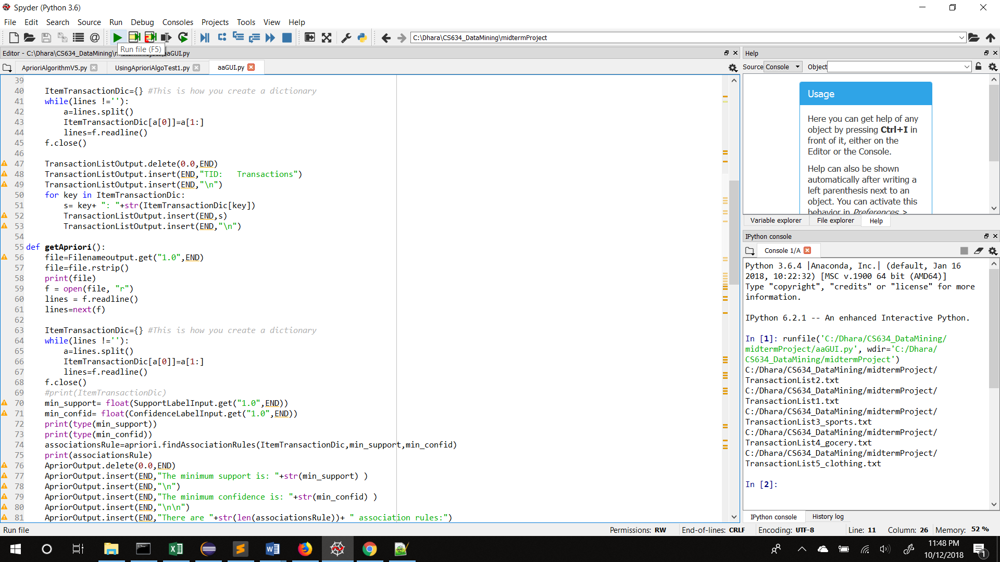 Spyder (Python 3.6)
File Edit Search Source Run Debug Consoles Projects Tools View Help
C:\Dhara\CS634_DataMining\midtermProject
Run file (F5)
Editor - C:\Dhara\CS634_DataMining\ aaGUI.py
AprioriAlgorithmV5.py UsingAprioriAlgoTest1.py aaGUI.py
39
40 ItemTransactionDic={} #This is how you create a dictionary
41 while(lines !=''):
42 a=lines.split()
43 ItemTransactionDic[a[0]]=a[1:]
44 lines=f.readline()
45 f.close()
46
47 TransactionListOutput.delete(0.0,END)
48 TransactionListOutput.insert(END,"TID:   Transactions")
49 TransactionListOutput.insert(END,"\n")
50 for key in ItemTransactionDic:
51 s= key+ ": "+str(ItemTransactionDic[key])
52 TransactionListOutput.insert(END,s)
53 TransactionListOutput.insert(END,"\n")
54
55 def getApriori():
56 file=Filenameoutput.get("1.0",END)
57 file=file.rstrip()
58 print(file)
59 f = open(file, "r")
60 lines = f.readline()
61 lines=next(f)
62
63 ItemTransactionDic={} #This is how you create a dictionary
64 while(lines !=''):
65 a=lines.split()
66 ItemTransactionDic[a[0]]=a[1:]
67 lines=f.readline()
68 f.close()
69 #print(ItemTransactionDic)
70 min_support= float(SupportLabelInput.get("1.0",END))
71 min_confid= float(ConfidenceLabelInput.get("1.0",END))
72 print(type(min_support))
73 print(type(min_confid))
74 associationsRule=apriori.findAssociationRules(ItemTransactionDic,min_support,min_confid)
75 print(associationsRule)
76 ApriorOutput.delete(0.0,END)
77 ApriorOutput.insert(END,"The minimum support is: "+str(min_support) )
78 ApriorOutput.insert(END,"\n")
79 ApriorOutput.insert(END,"The minimum confidence is: "+str(min_confid) )
80 ApriorOutput.insert(END,"\n\n")
81 ApriorOutput.insert(END,"There are "+str(len(associationsRule))+ " association rules:")
Help
Source Console Object
Usage
Here you can get help of any
object by pressing Ctrl+I in
front of it, either on the
Editor or the Console.
Help can also be shown
automatically after writing a
left parenthesis next to an
object. You can activate this
behavior in Preferences >
Variable explorer File explorer Help
IPython console
Console 1/A
Python 3.6.4 |Anaconda, Inc.| (default, Jan 16
2018, 10:22:32) [MSC v.1900 64 bit (AMD64)]
Type "copyright", "credits" or "license" for more
information.
IPython 6.2.1 -- An enhanced Interactive Python.
In [1]: runfile('C:/Dhara/CS634_DataMining/
midtermProject/aaGUI.py', wdir='C:/Dhara/
CS634_DataMining/midtermProject')
C:/Dhara/CS634_DataMining/midtermProject/
TransactionList2.txt
C:/Dhara/CS634_DataMining/midtermProject/
TransactionList1.txt
C:/Dhara/CS634_DataMining/midtermProject/
TransactionList3_sports.txt
C:/Dhara/CS634_DataMining/midtermProject/
TransactionList4_gocery.txt
C:/Dhara/CS634_DataMining/midtermProject/
TransactionList5_clothing.txt
In [2]:
IPython console History log
Run file Permissions: RW End-of-lines: CRLF Encoding: UTF-8 Line: 11 Column: 26 Memory: 52 %
11:48 PM
10/12/2018
1